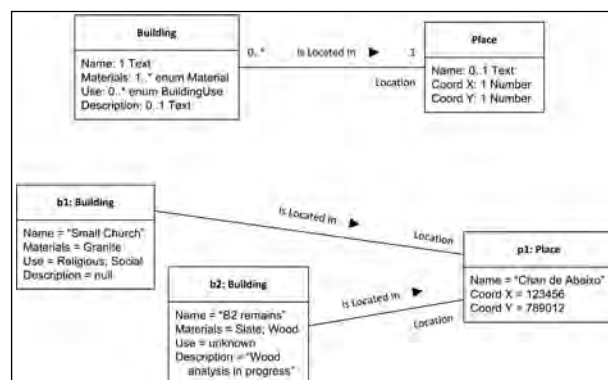 Building
Name: 1 Text
Materials: 1..* enum Material
Use: 0..* enum BuildingUse
Description: 0..1 Text
0..*
Is Located In
1
Location
Place
Name: 0..1 Text
Coord X: 1 Number
Coord Y: 1 Number
b1: Building
Name = "Small Church"
Materials = Granite
Use = Religious; Social
Description = null
Is Located In
Location
b2: Building
Name = "B2 remains"
Materials = Slate; Wood
Use = unknown
Description = "Wood
analysis in progress"
Is Located In
Location
p1: Place
Name = "Chan de Abaixo"
Coord X = 123456
Coord Y = 789012